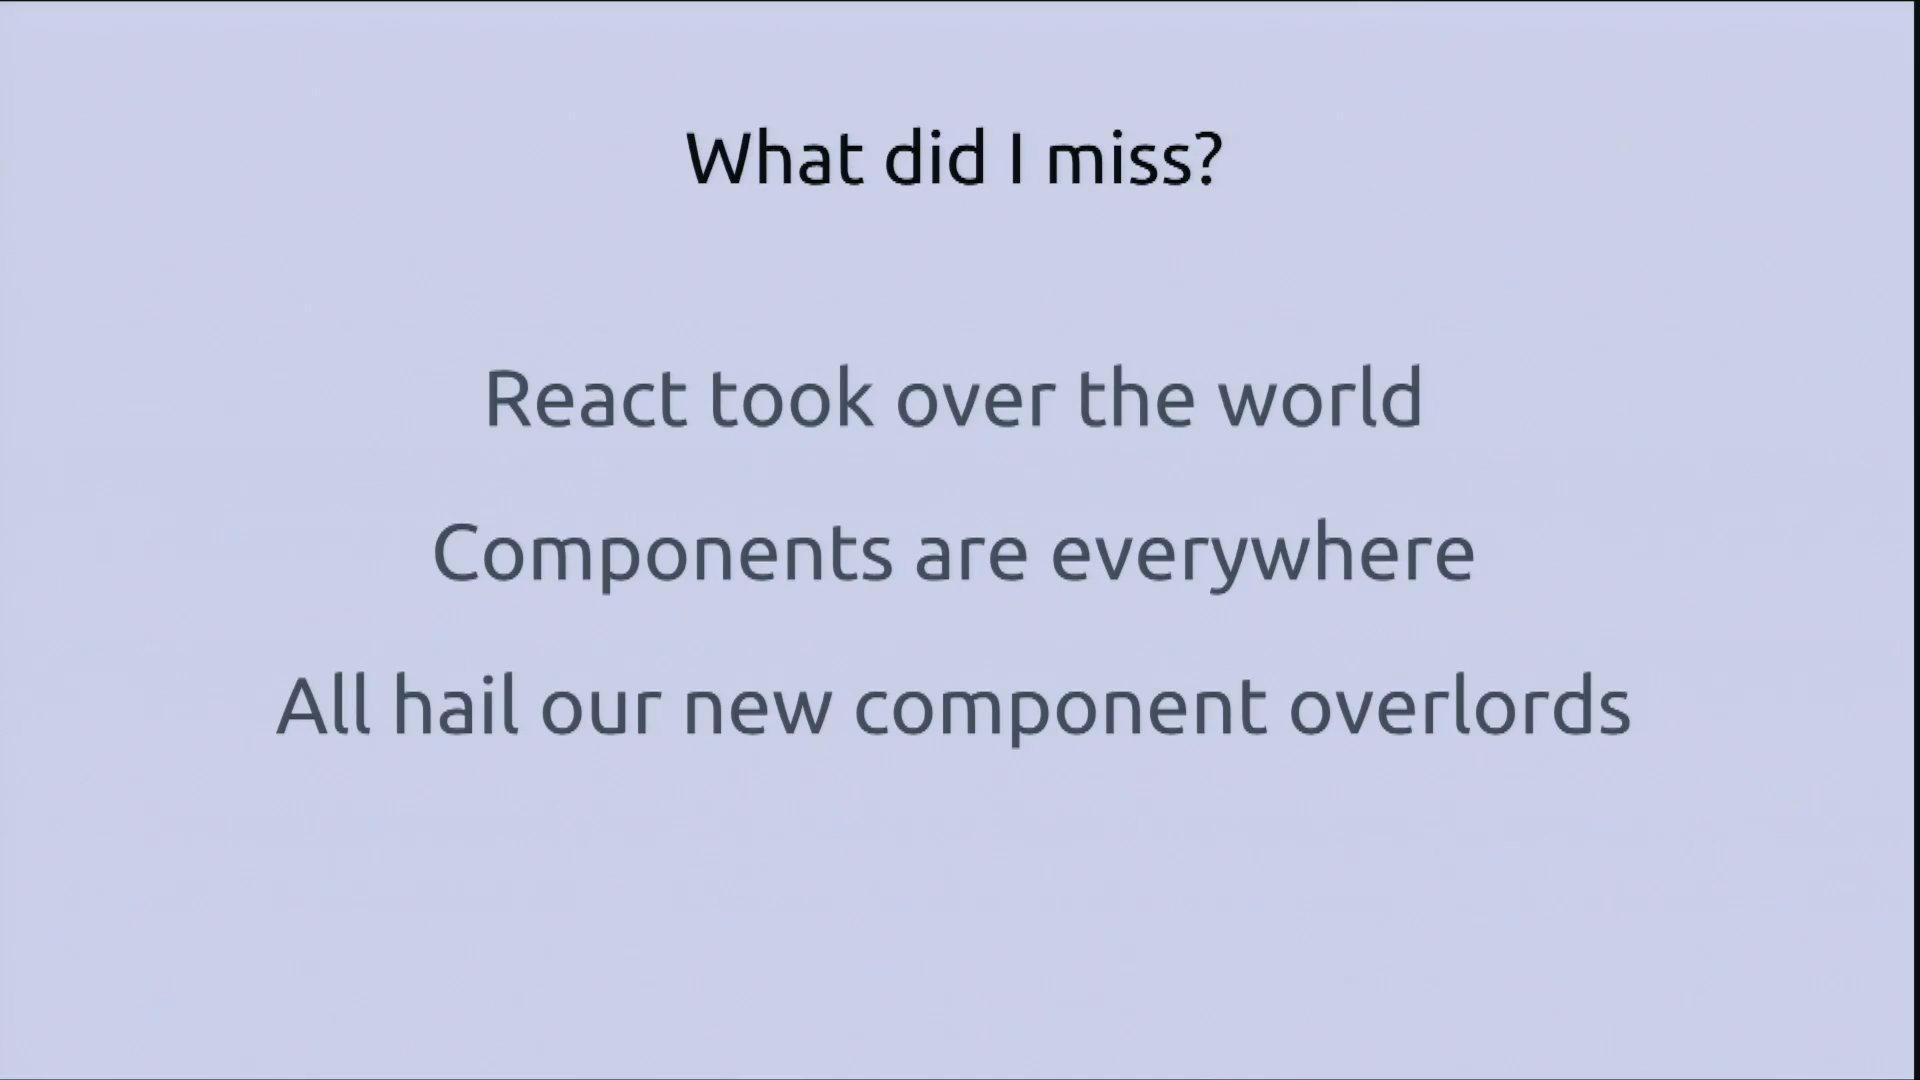 What did I miss?
React took over the world
Components are everywhere
All hail our new component overlords